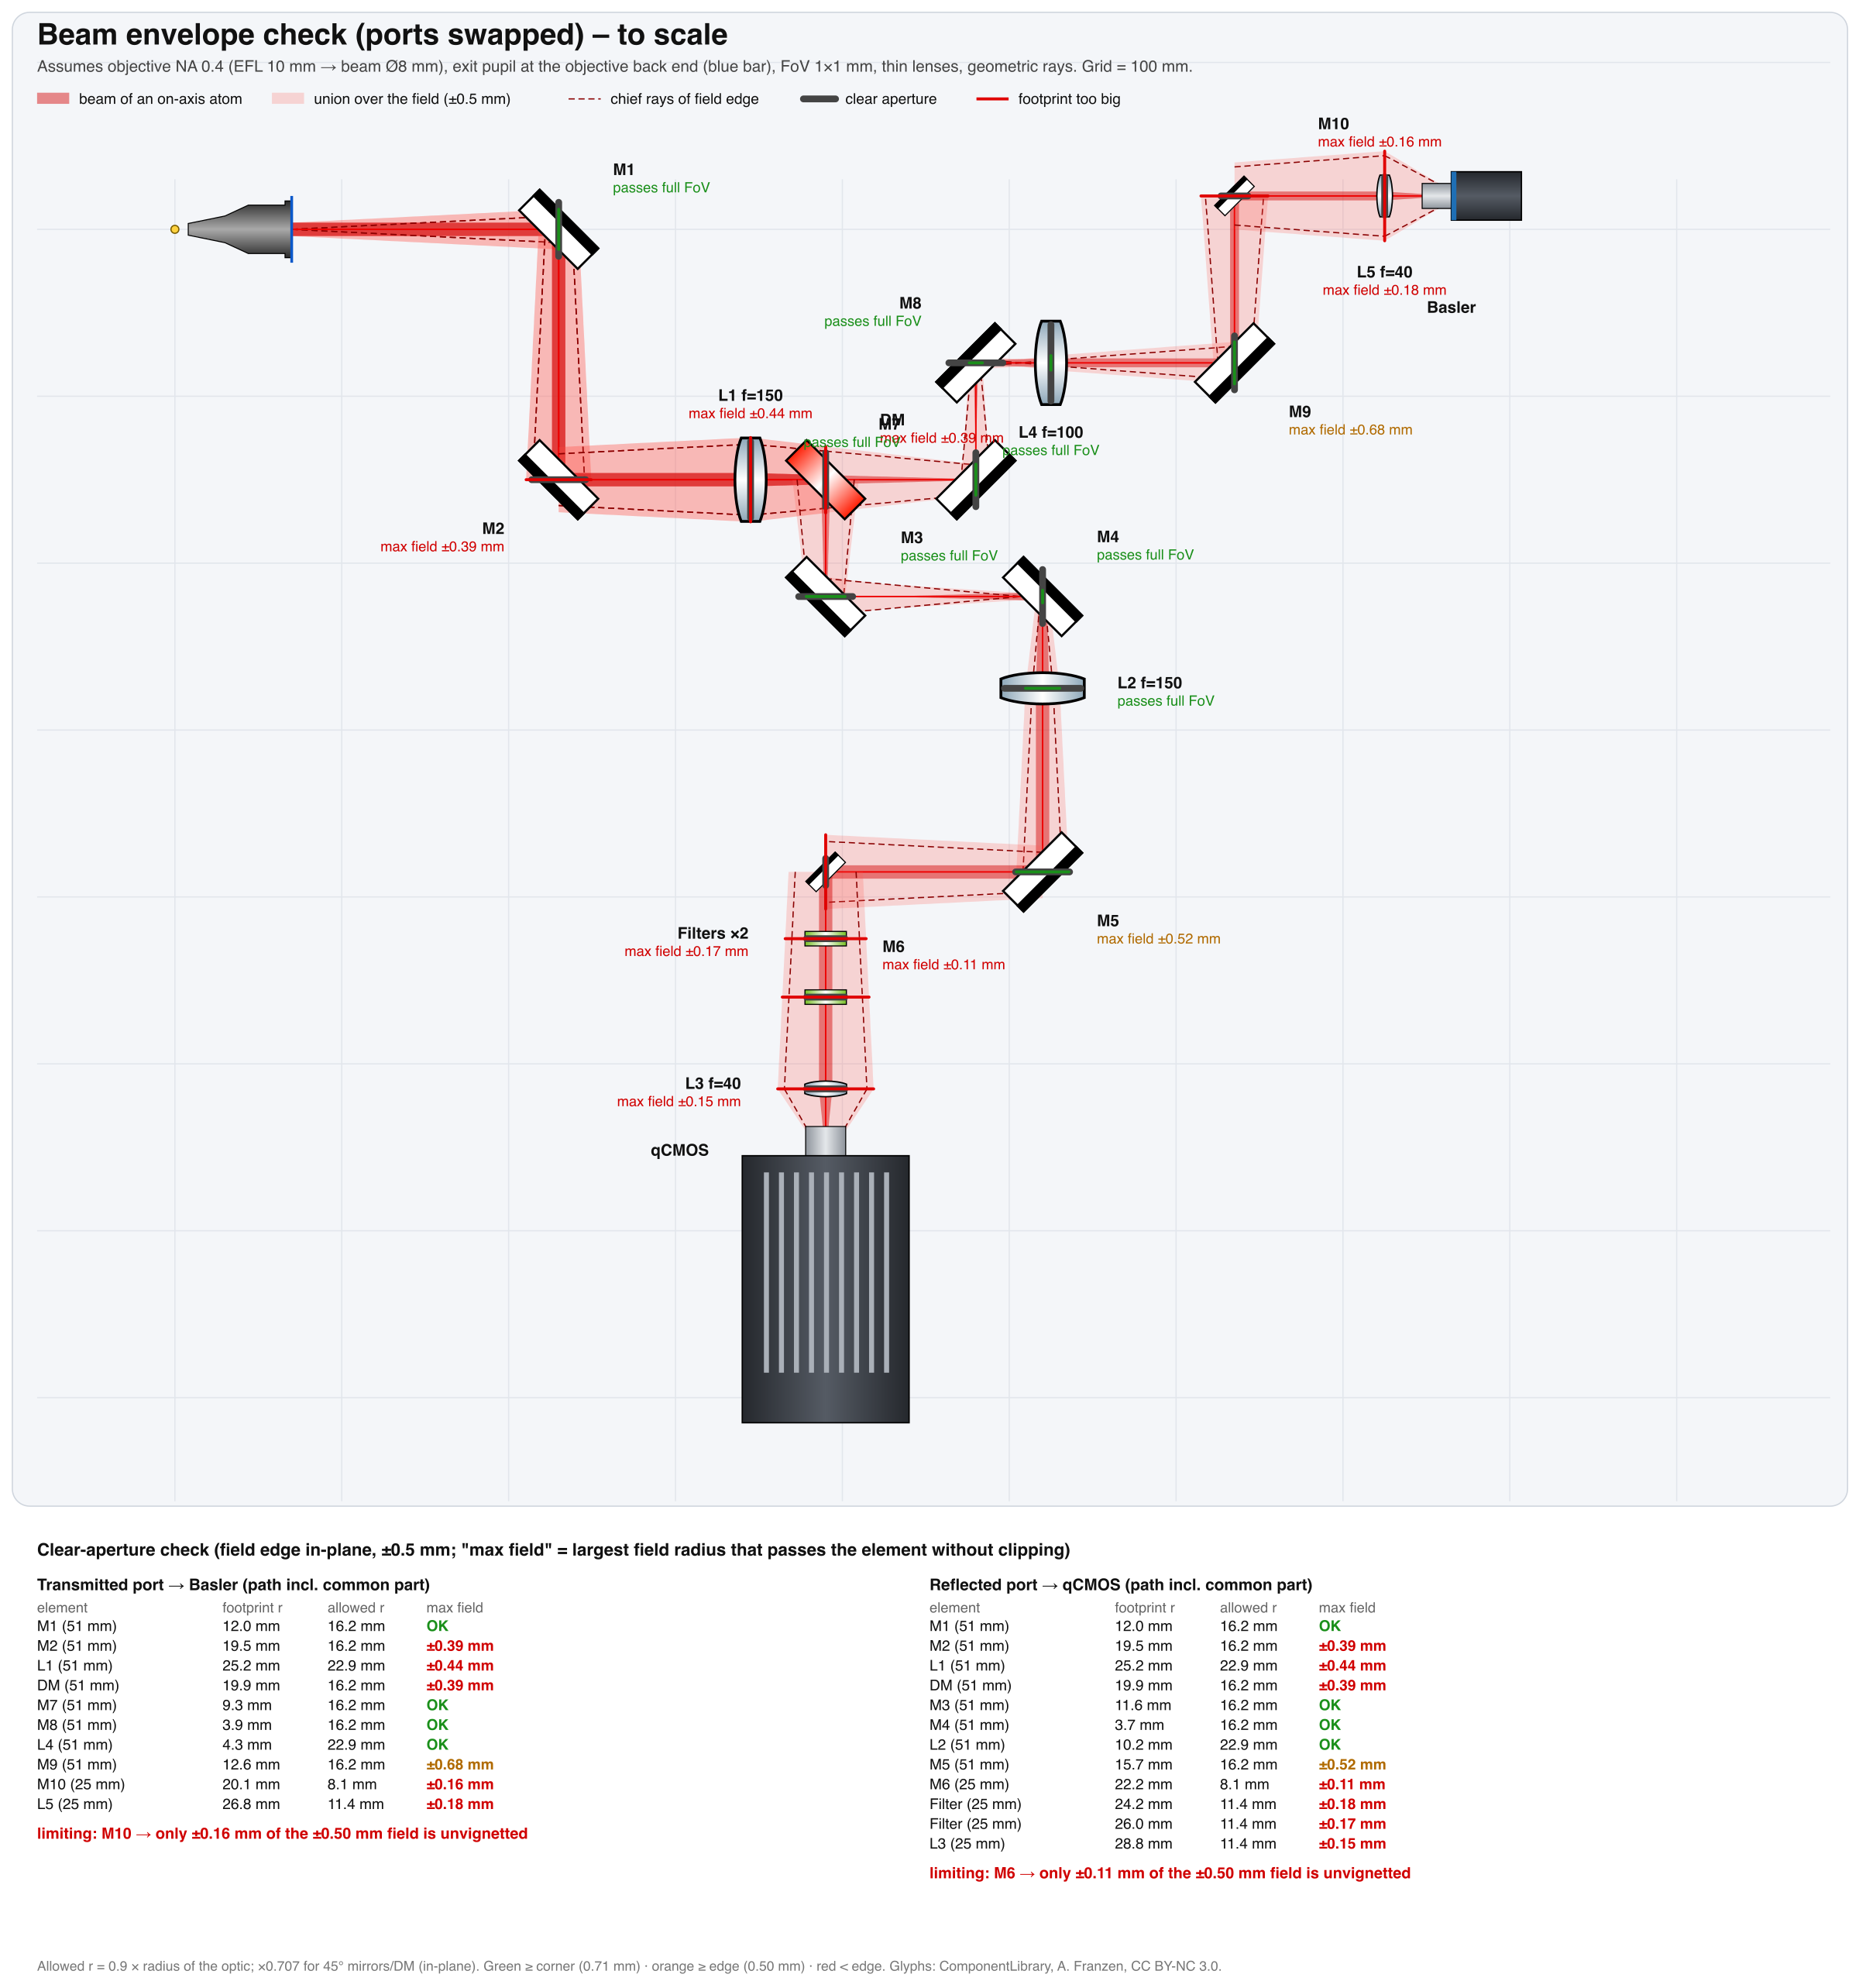 Beam envelope check (ports swapped) – to scale
Assumes objective NA 0.4 (EFL 10 mm → beam Ø8 mm), exit pupil at the objective back end (blue bar), FoV 1×1 mm, thin lenses, geometric rays. Grid = 100 mm.
beam of an on-axis atom
union over the field (±0.5 mm)
chief rays of field edge
clear aperture
footprint too big
M10
max field ±0.16 mm
M1
passes full FoV
L5 f=40
max field ±0.18 mm
Basler
M8
passes full FoV
L1 f=150
max field ±0.44 mm
DM
max field ±0.39 mm
M7
passes full FoV
L4 f=100
passes full FoV
M9
max field ±0.68 mm
M2
max field ±0.39 mm
M3
passes full FoV
M4
passes full FoV
L2 f=150
passes full FoV
M5
max field ±0.52 mm
Filters ×2
max field ±0.17 mm
M6
max field ±0.11 mm
L3 f=40
max field ±0.15 mm
qCMOS
Clear-aperture check (field edge in-plane, ±0.5 mm; "max field" = largest field radius that passes the element without clipping)
Transmitted port → Basler (path incl. common part)
element footprint r allowed r max field
M1 (51 mm) 12.0 mm 16.2 mm OK
M2 (51 mm) 19.5 mm 16.2 mm ±0.39 mm
L1 (51 mm) 25.2 mm 22.9 mm ±0.44 mm
DM (51 mm) 19.9 mm 16.2 mm ±0.39 mm
M7 (51 mm) 9.3 mm 16.2 mm OK
M8 (51 mm) 3.9 mm 16.2 mm OK
L4 (51 mm) 4.3 mm 22.9 mm OK
M9 (51 mm) 12.6 mm 16.2 mm ±0.68 mm
M10 (25 mm) 20.1 mm 8.1 mm ±0.16 mm
L5 (25 mm) 26.8 mm 11.4 mm ±0.18 mm
limiting: M10 → only ±0.16 mm of the ±0.50 mm field is unvignetted
Reflected port → qCMOS (path incl. common part)
element footprint r allowed r max field
M1 (51 mm) 12.0 mm 16.2 mm OK
M2 (51 mm) 19.5 mm 16.2 mm ±0.39 mm
L1 (51 mm) 25.2 mm 22.9 mm ±0.44 mm
DM (51 mm) 19.9 mm 16.2 mm ±0.39 mm
M3 (51 mm) 11.6 mm 16.2 mm OK
M4 (51 mm) 3.7 mm 16.2 mm OK
L2 (51 mm) 10.2 mm 22.9 mm OK
M5 (51 mm) 15.7 mm 16.2 mm ±0.52 mm
M6 (25 mm) 22.2 mm 8.1 mm ±0.11 mm
Filter (25 mm) 24.2 mm 11.4 mm ±0.18 mm
Filter (25 mm) 26.0 mm 11.4 mm ±0.17 mm
L3 (25 mm) 28.8 mm 11.4 mm ±0.15 mm
limiting: M6 → only ±0.11 mm of the ±0.50 mm field is unvignetted
Allowed r = 0.9 × radius of the optic; ×0.707 for 45° mirrors/DM (in-plane). Green ≥ corner (0.71 mm) · orange ≥ edge (0.50 mm) · red < edge. Glyphs: ComponentLibrary, A. Franzen, CC BY-NC 3.0.